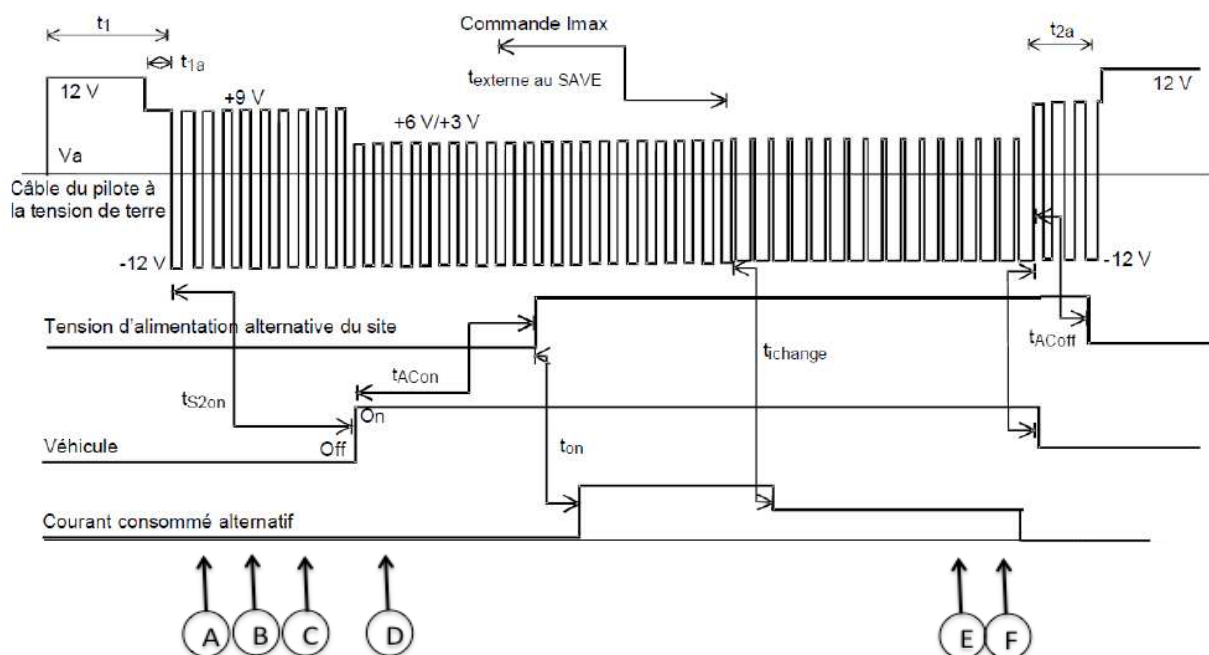 t1
Commande Imax
t2a
t1a
texterne au SAVE
12 V
+9 V
12 V
+6 V/+3 V
Va
Câble du pilote à
la tension de terre
-12 V
-12 V
Tension d'alimentation alternative du site
tACoff
tichange
tACon
tS2on
On
Véhicule
Off
ton
Courant consommé alternatif
A B C D E F